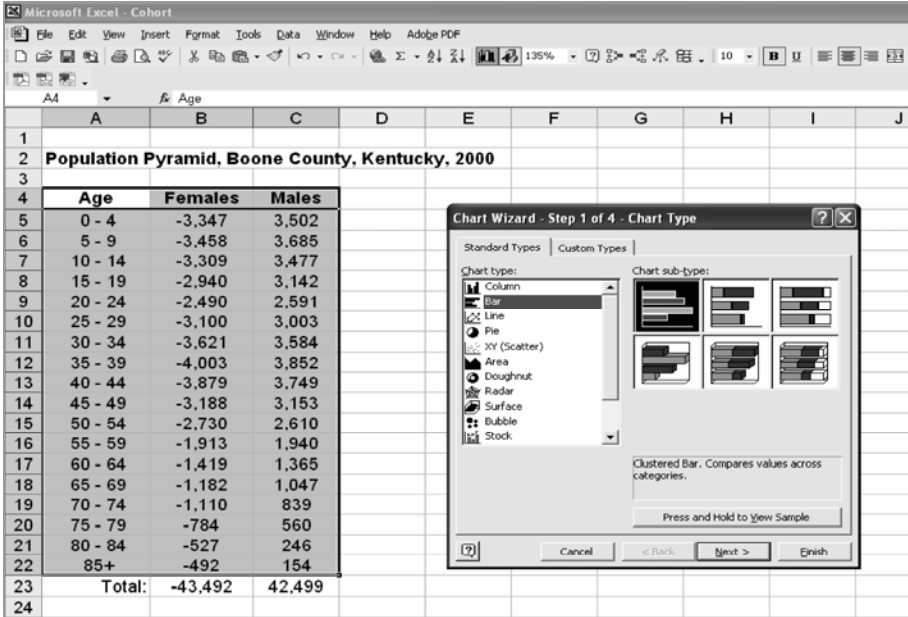 Microsoft Excel - Cohort
File Edit View Insert Format Tools Data Window Help Adobe PDF
135% 10 B U
A4 fx Age
A B C D E F G H I J
1
2 Population Pyramid, Boone County, Kentucky, 2000
3
4 Age Females Males
5 0 - 4 -3,347 3,502
6 5 - 9 -3,458 3,685
7 10 - 14 -3,309 3,477
8 15 - 19 -2,940 3,142
9 20 - 24 -2,490 2,591
10 25 - 29 -3,100 3,003
11 30 - 34 -3,621 3,584
12 35 - 39 -4,003 3,852
13 40 - 44 -3,879 3,749
14 45 - 49 -3,188 3,153
15 50 - 54 -2,730 2,610
16 55 - 59 -1,913 1,940
17 60 - 64 -1,419 1,365
18 65 - 69 -1,182 1,047
19 70 - 74 -1,110 839
20 75 - 79 -784 560
21 80 - 84 -527 246
22 85+ -492 154
23 Total: -43,492 42,499
24
Chart Wizard - Step 1 of 4 - Chart Type
Standard Types Custom Types
Chart type: Chart sub-type:
Column
Bar
Line
Pie
XY (Scatter)
Area
Doughnut
Radar
Surface
Bubble
Stock
Clustered Bar. Compares values across
categories.
Press and Hold to View Sample
Cancel < Back Next > Finish